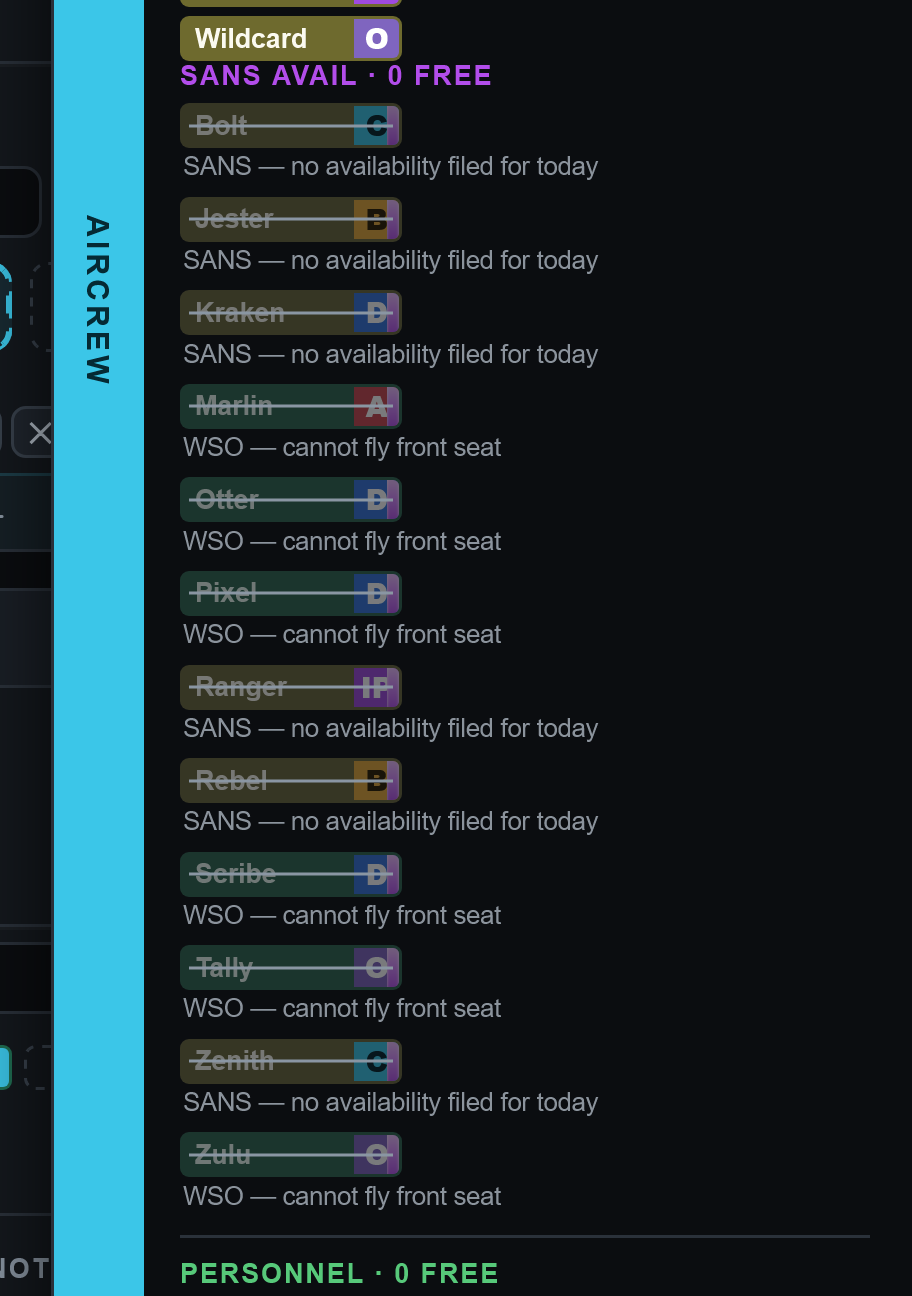 Wildcard O
SANS AVAIL · 0 FREE
Bolt C
SANS — no availability filed for today
Jester B
SANS — no availability filed for today
Kraken D
SANS — no availability filed for today
Marlin A
WSO — cannot fly front seat
Otter D
WSO — cannot fly front seat
Pixel D
WSO — cannot fly front seat
Ranger IP
SANS — no availability filed for today
Rebel B
SANS — no availability filed for today
Scribe D
WSO — cannot fly front seat
Tally O
WSO — cannot fly front seat
Zenith C
SANS — no availability filed for today
Zulu O
WSO — cannot fly front seat
PERSONNEL · 0 FREE
AIRCREW
NOT